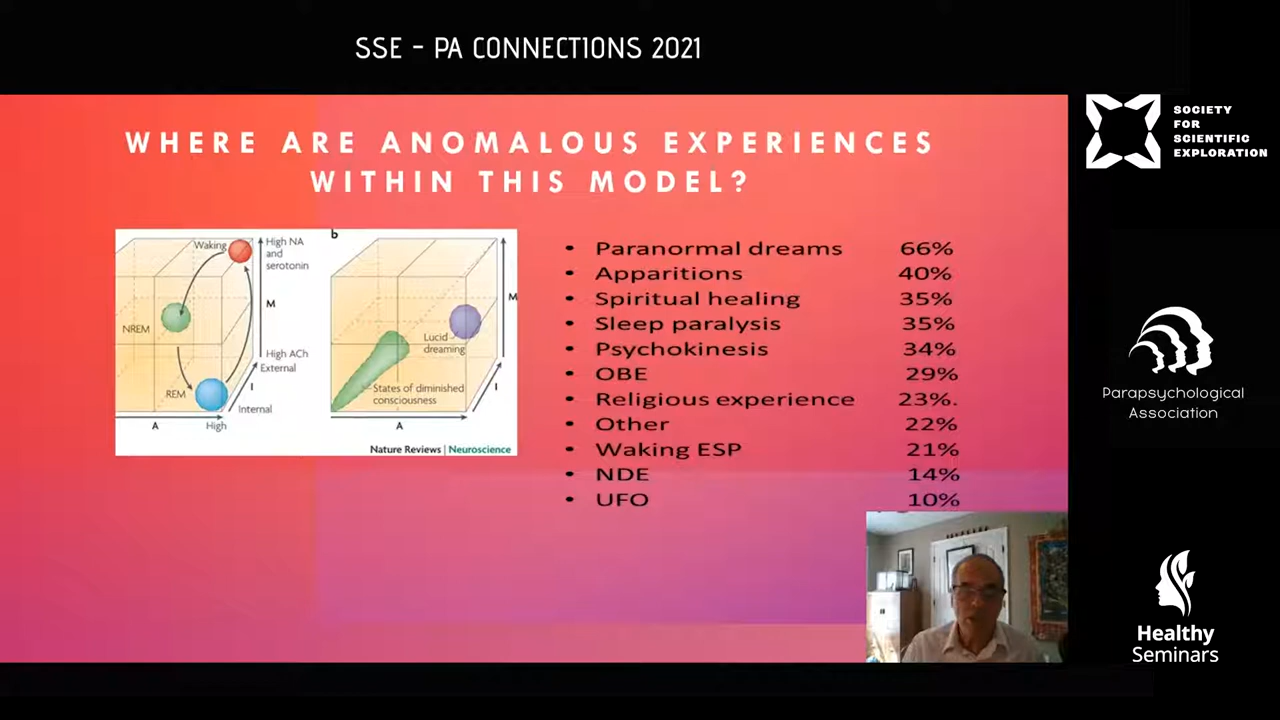 SSE - PA CONNECTIONS 2021
WHERE ARE ANOMALOUS EXPERIENCES
WITHIN THIS MODEL?
Waking
High NA
and
serotonin
M
NREM
High ACh
External
REM
I
Internal
A
High
b
M
Lucid
dreaming
States of diminished
consciousness
I
A
Nature Reviews | Neuroscience
• Paranormal dreams 66%
• Apparitions 40%
• Spiritual healing 35%
• Sleep paralysis 35%
• Psychokinesis 34%
• OBE 29%
• Religious experience 23%.
• Other 22%
• Waking ESP 21%
• NDE 14%
• UFO 10%
SOCIETY
FOR
SCIENTIFIC
EXPLORATION
Parapsychological
Association
Healthy
Seminars